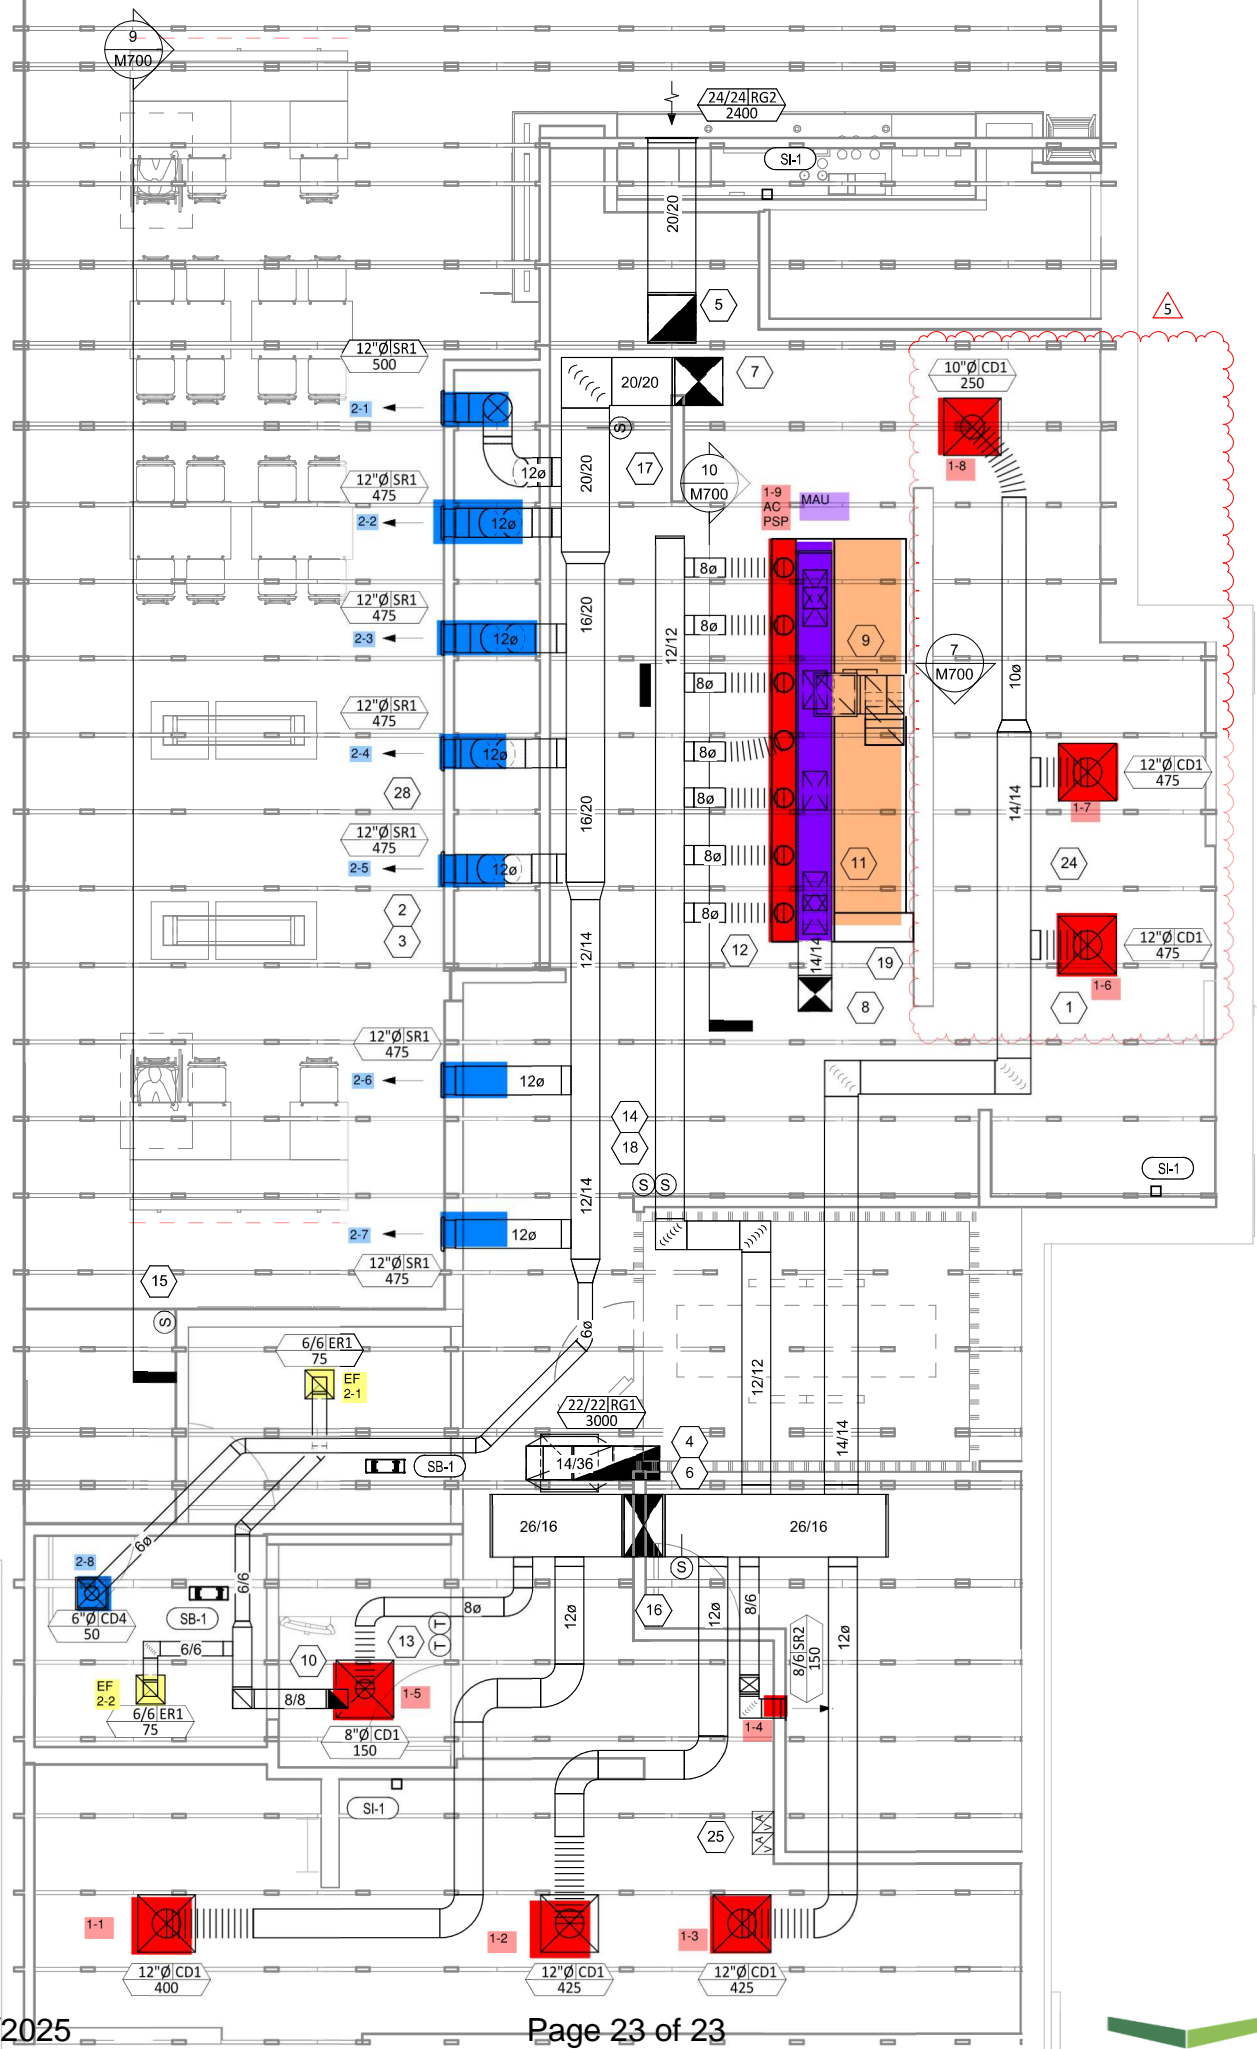 9
M700
24/24 RG2
2400
SI-1
20/20
5
5
12"Ø SR1
500
20/20
7
10"Ø CD1
250
2-1
S
1-8
17
10
M700
1-9
AC
PSP
MAU
12ø
20/20
12"Ø SR1
475
2-2
12ø
8ø
12"Ø SR1
475
2-3
12ø
16/20
12/12
8ø
9
7
M700
8ø
10ø
12"Ø SR1
475
2-4
12ø
8ø
12"Ø CD1
475
1-7
28
16/20
8ø
14/14
12"Ø SR1
475
2-5
12ø
8ø
11
24
2
3
8ø
12/14
12
14/14
19
12"Ø CD1
475
1-6
8
1
12"Ø SR1
475
2-6
12ø
14
18
SI-1
S
S
12/14
2-7
12ø
12"Ø SR1
475
15
S
6ø
6/6 ER1
75
EF
2-1
12/12
22/22 RG1
3000
14/14
4
6
14/36
SB-1
26/16
26/16
6ø
S
2-8
6/6
6"Ø CD4
50
SB-1
8ø
12ø
12ø
8/6
16
12ø
8/6 SR2
150
T
T
13
10
6/6
EF
2-2
8/8
1-5
6/6 ER1
75
8"Ø CD1
150
1-4
SI-1
25
A
V
A
V
1-1
1-2
1-3
12"Ø CD1
400
12"Ø CD1
425
12"Ø CD1
425
2025
Page 23 of 23